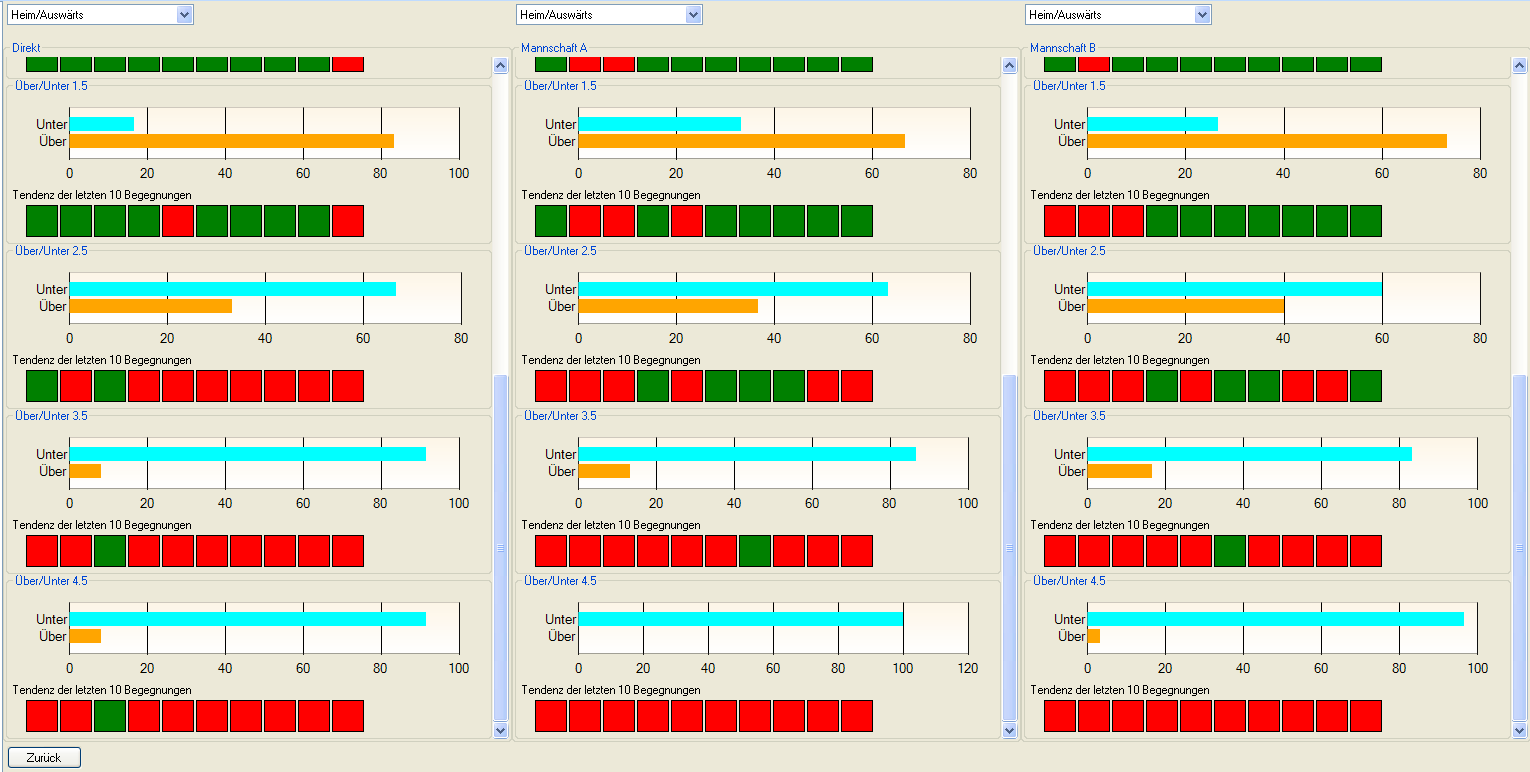 Heim/Auswärts
Heim/Auswärts
Heim/Auswärts
Direkt
Mannschaft A
Mannschaft B
Über/Unter 1.5
Unter
Über
0 20 40 60 80 100
Tendenz der letzten 10 Begegnungen
Über/Unter 1.5
Unter
Über
0 20 40 60 80
Tendenz der letzten 10 Begegnungen
Über/Unter 1.5
Unter
Über
0 20 40 60 80
Tendenz der letzten 10 Begegnungen
Über/Unter 2.5
Unter
Über
0 20 40 60 80
Tendenz der letzten 10 Begegnungen
Über/Unter 2.5
Unter
Über
0 20 40 60 80
Tendenz der letzten 10 Begegnungen
Über/Unter 2.5
Unter
Über
0 20 40 60 80
Tendenz der letzten 10 Begegnungen
Über/Unter 3.5
Unter
Über
0 20 40 60 80 100
Tendenz der letzten 10 Begegnungen
Über/Unter 3.5
Unter
Über
0 20 40 60 80 100
Tendenz der letzten 10 Begegnungen
Über/Unter 3.5
Unter
Über
0 20 40 60 80 100
Tendenz der letzten 10 Begegnungen
Über/Unter 4.5
Unter
Über
0 20 40 60 80 100
Tendenz der letzten 10 Begegnungen
Über/Unter 4.5
Unter
Über
0 20 40 60 80 100 120
Tendenz der letzten 10 Begegnungen
Über/Unter 4.5
Unter
Über
0 20 40 60 80 100
Tendenz der letzten 10 Begegnungen
Zurück